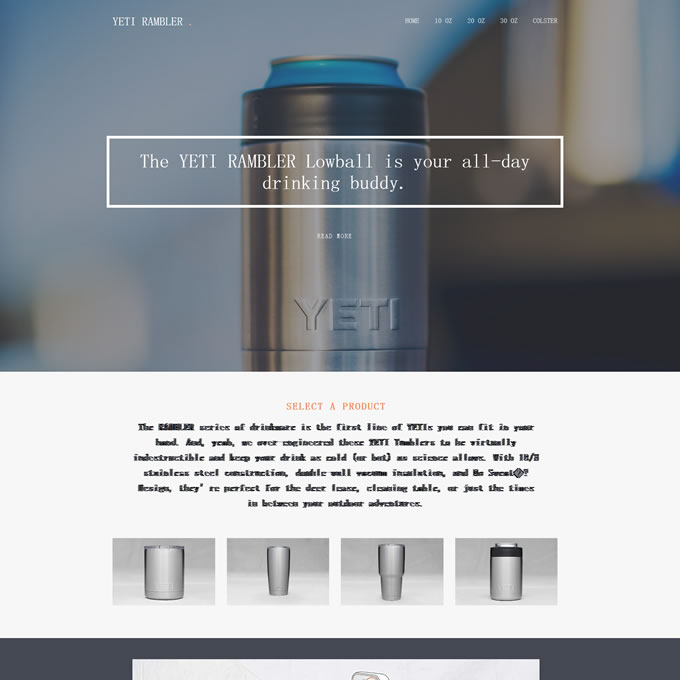 YETI RAMBLER .
HOME 10 OZ 20 OZ 30 OZ COLSTER
The YETI RAMBLER Lowball is your all-day
drinking buddy.
READ MORE
YETI
SELECT A PRODUCT
The RAMBLER series of drinkware is the first line of YETIs you can fit in your
hand. And, yeah, we over-engineered these YETI Tumblers to be virtually
indestructible and keep your drink as cold (or hot) as science allows. With 18/8
stainless steel construction, double wall vacuum insulation, and No Sweat
Design, they're perfect for the deer lease, cleaning table, or just the times
in between your outdoor adventures.